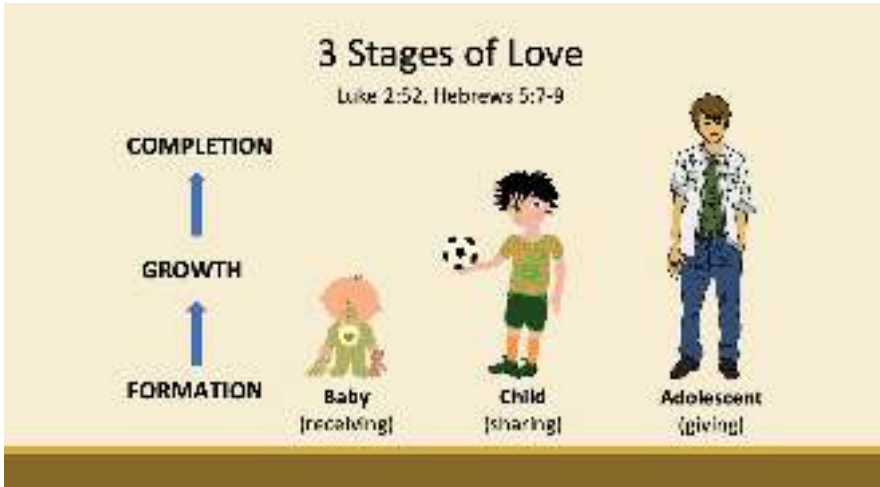 3 Stages of Love
Luke 2:52, Hebrews 5:7-9
COMPLETION
GROWTH
FORMATION
Baby
(receiving)
Child
(sharing)
Adolescent
(giving)